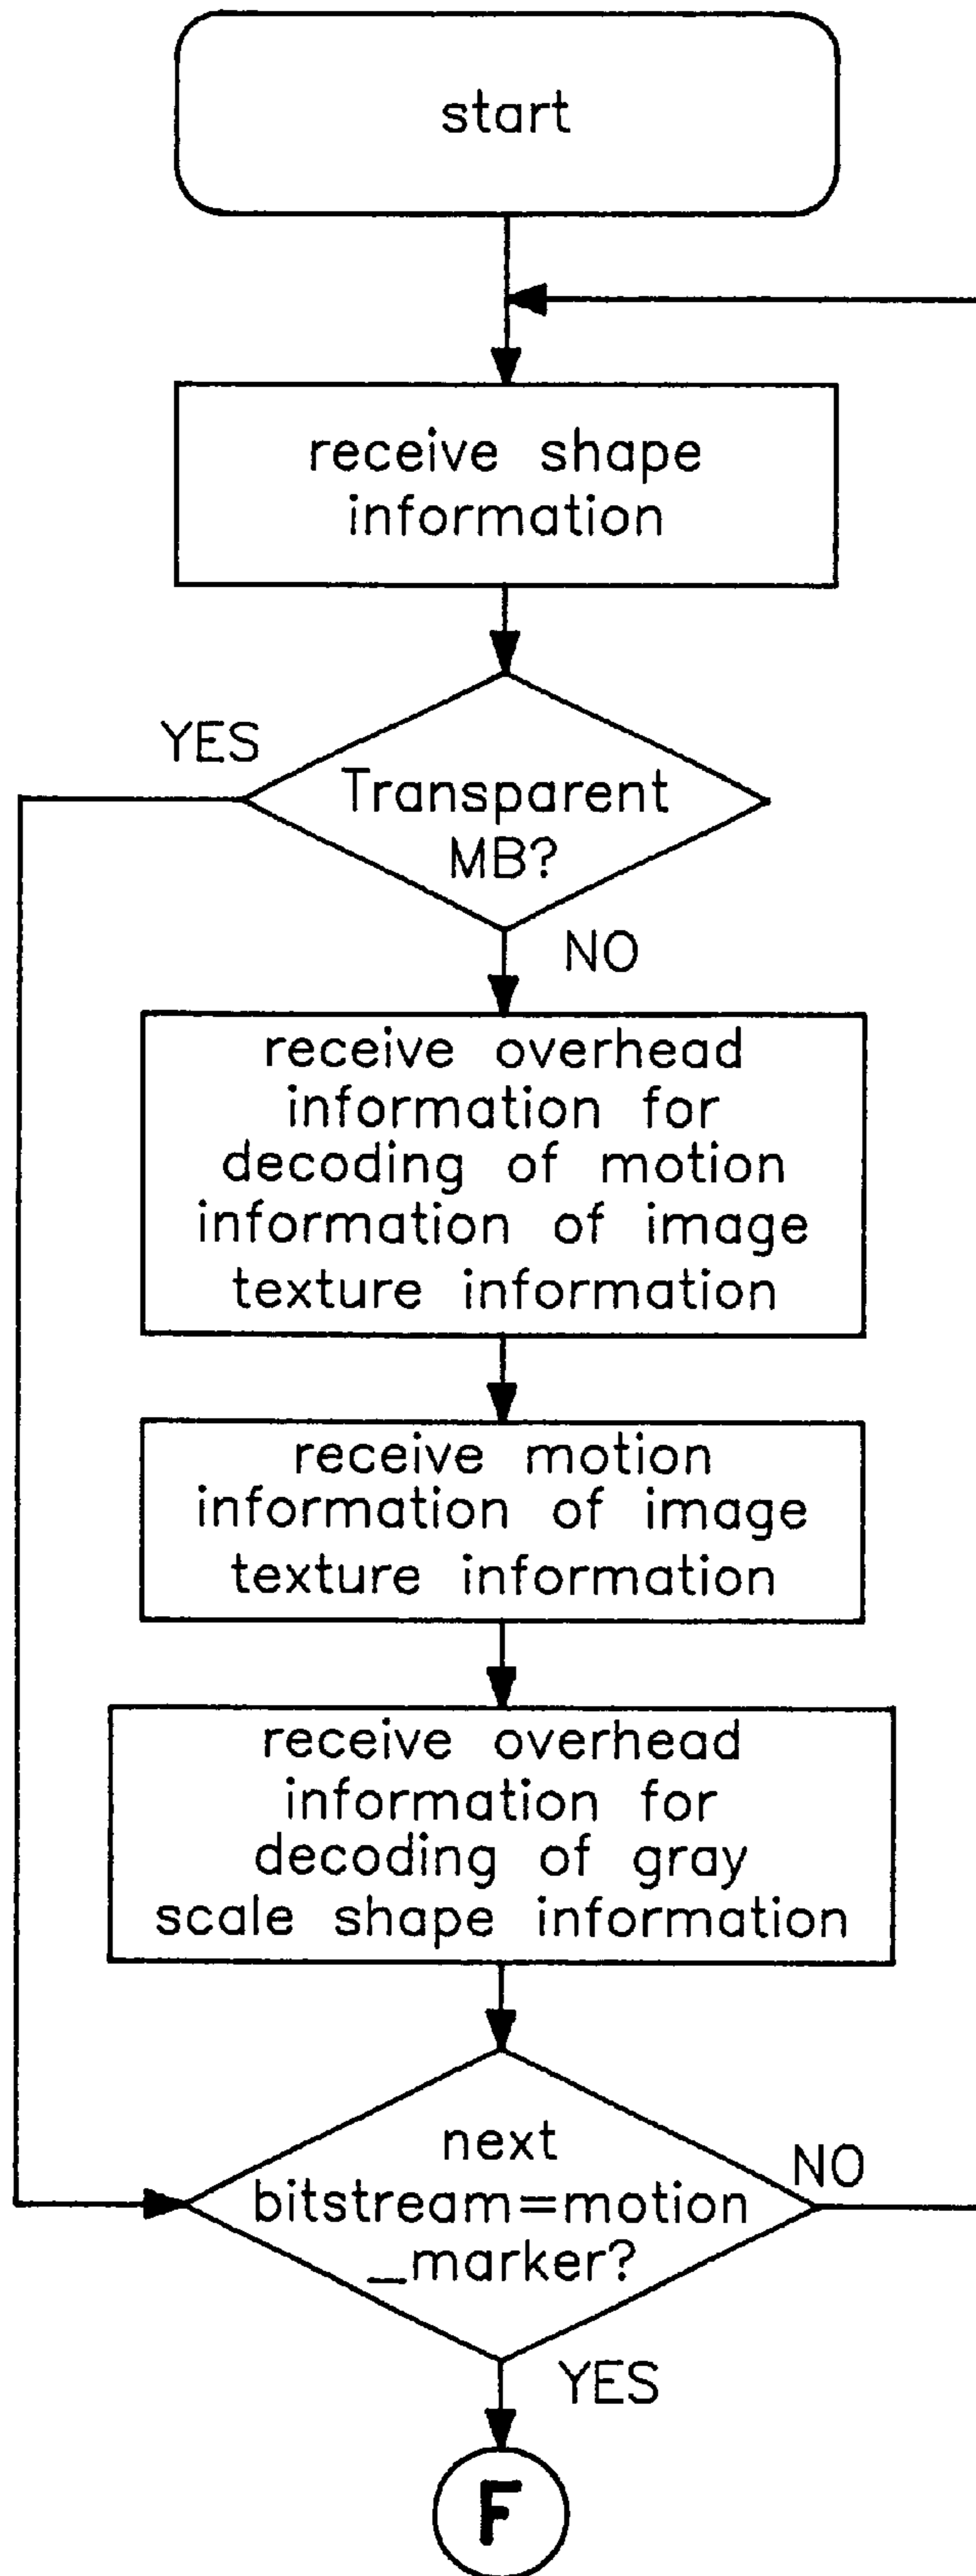 start
receive shape
information
YES
Transparent
MB?
NO
receive overhead
information for
decoding of motion
information of image
texture information
receive motion
information of image
texture information
receive overhead
information for
decoding of gray
scale shape information
next
bitstream=motion
_marker?
NO
YES
F